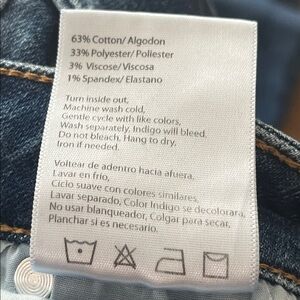 63% Cotton/ Algodon
33% Polyester/ Poliester
3% Viscose/ Viscosa
1% Spandex/ Elastano
Turn inside out,
Machine wash cold,
Gentle cycle with like colors,
Wash separately, Indigo will bleed.
Do not bleach. Hang to dry,
Iron if needed.
Voltear de adentro hacia afuera.
Lavar en frio,
Ciclo suave con colores similares,
Lavar separado, Color Indigo se decolorara.
No usar blanqueador, Colgar para secar,
Planchar si es necesario.